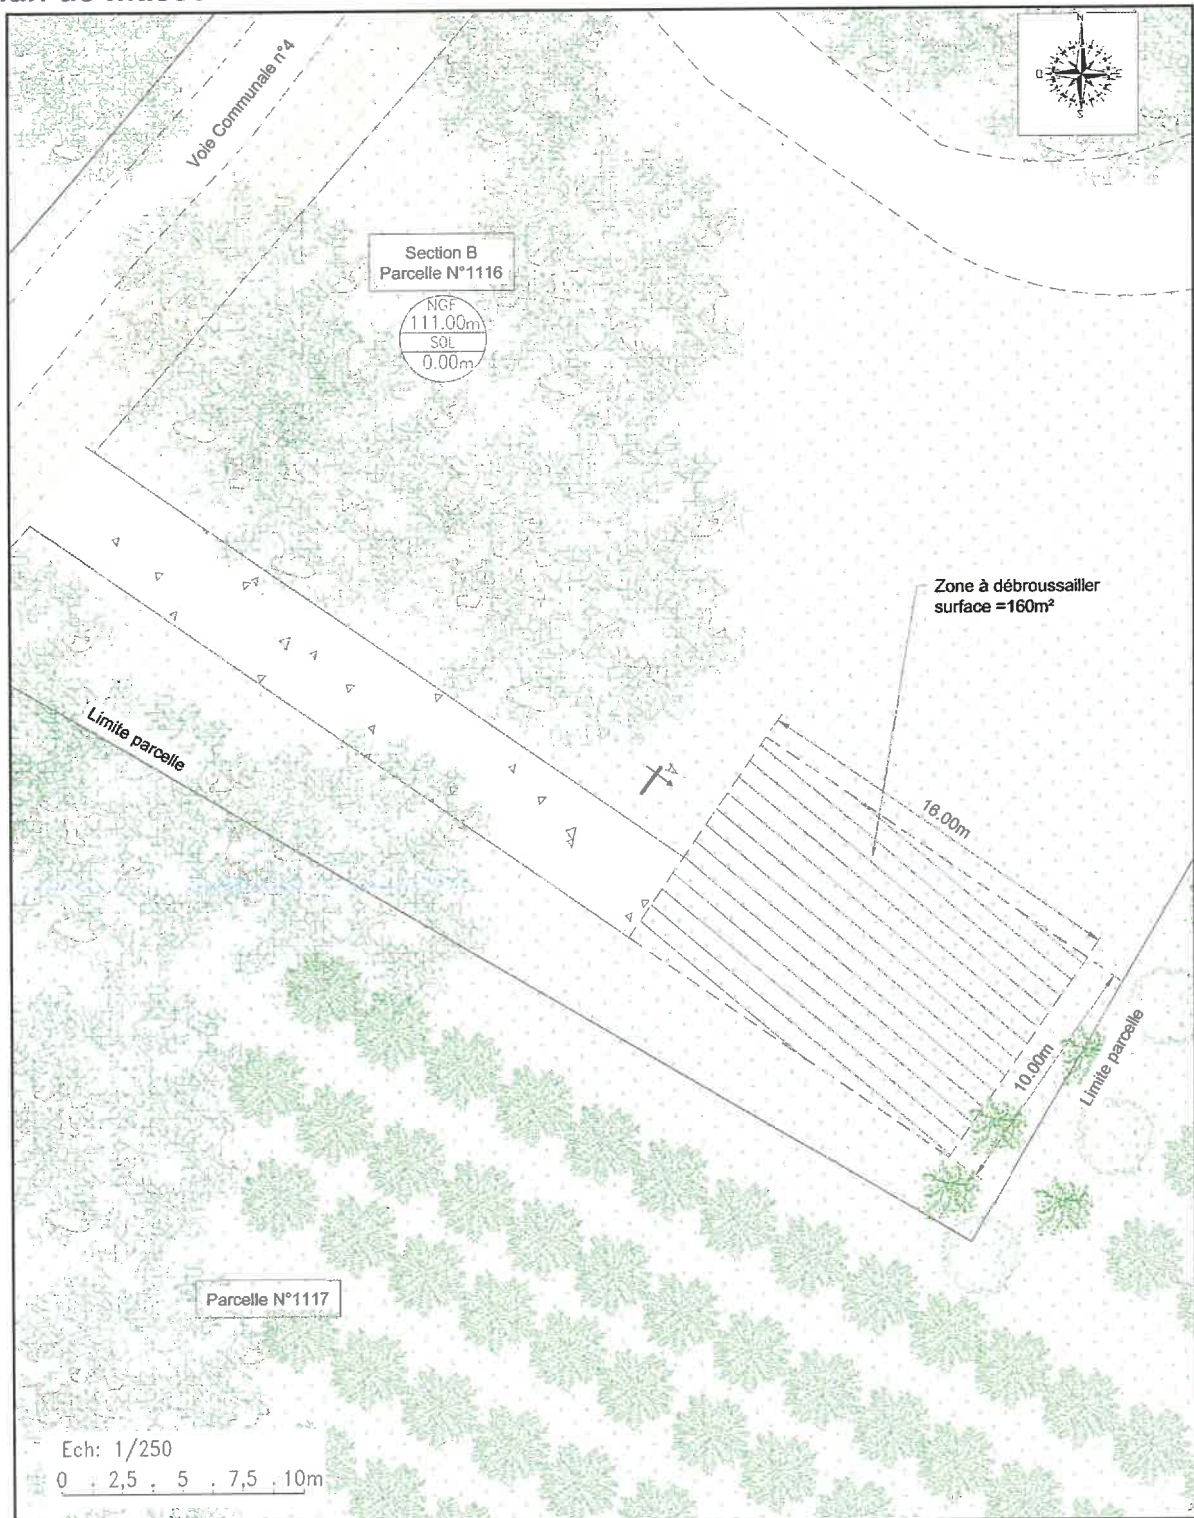 Voie Communale n°4
N
O
E
S
Section B
Parcelle N°1116
NGF
111.00m
SOL
0.00m
Zone à débroussailler
surface =160m²
Limite parcelle
A
16.00m
10.00m
Limite parcelle
Parcelle N°1117
Ech: 1/250
0 2,5 5 7,5 10m